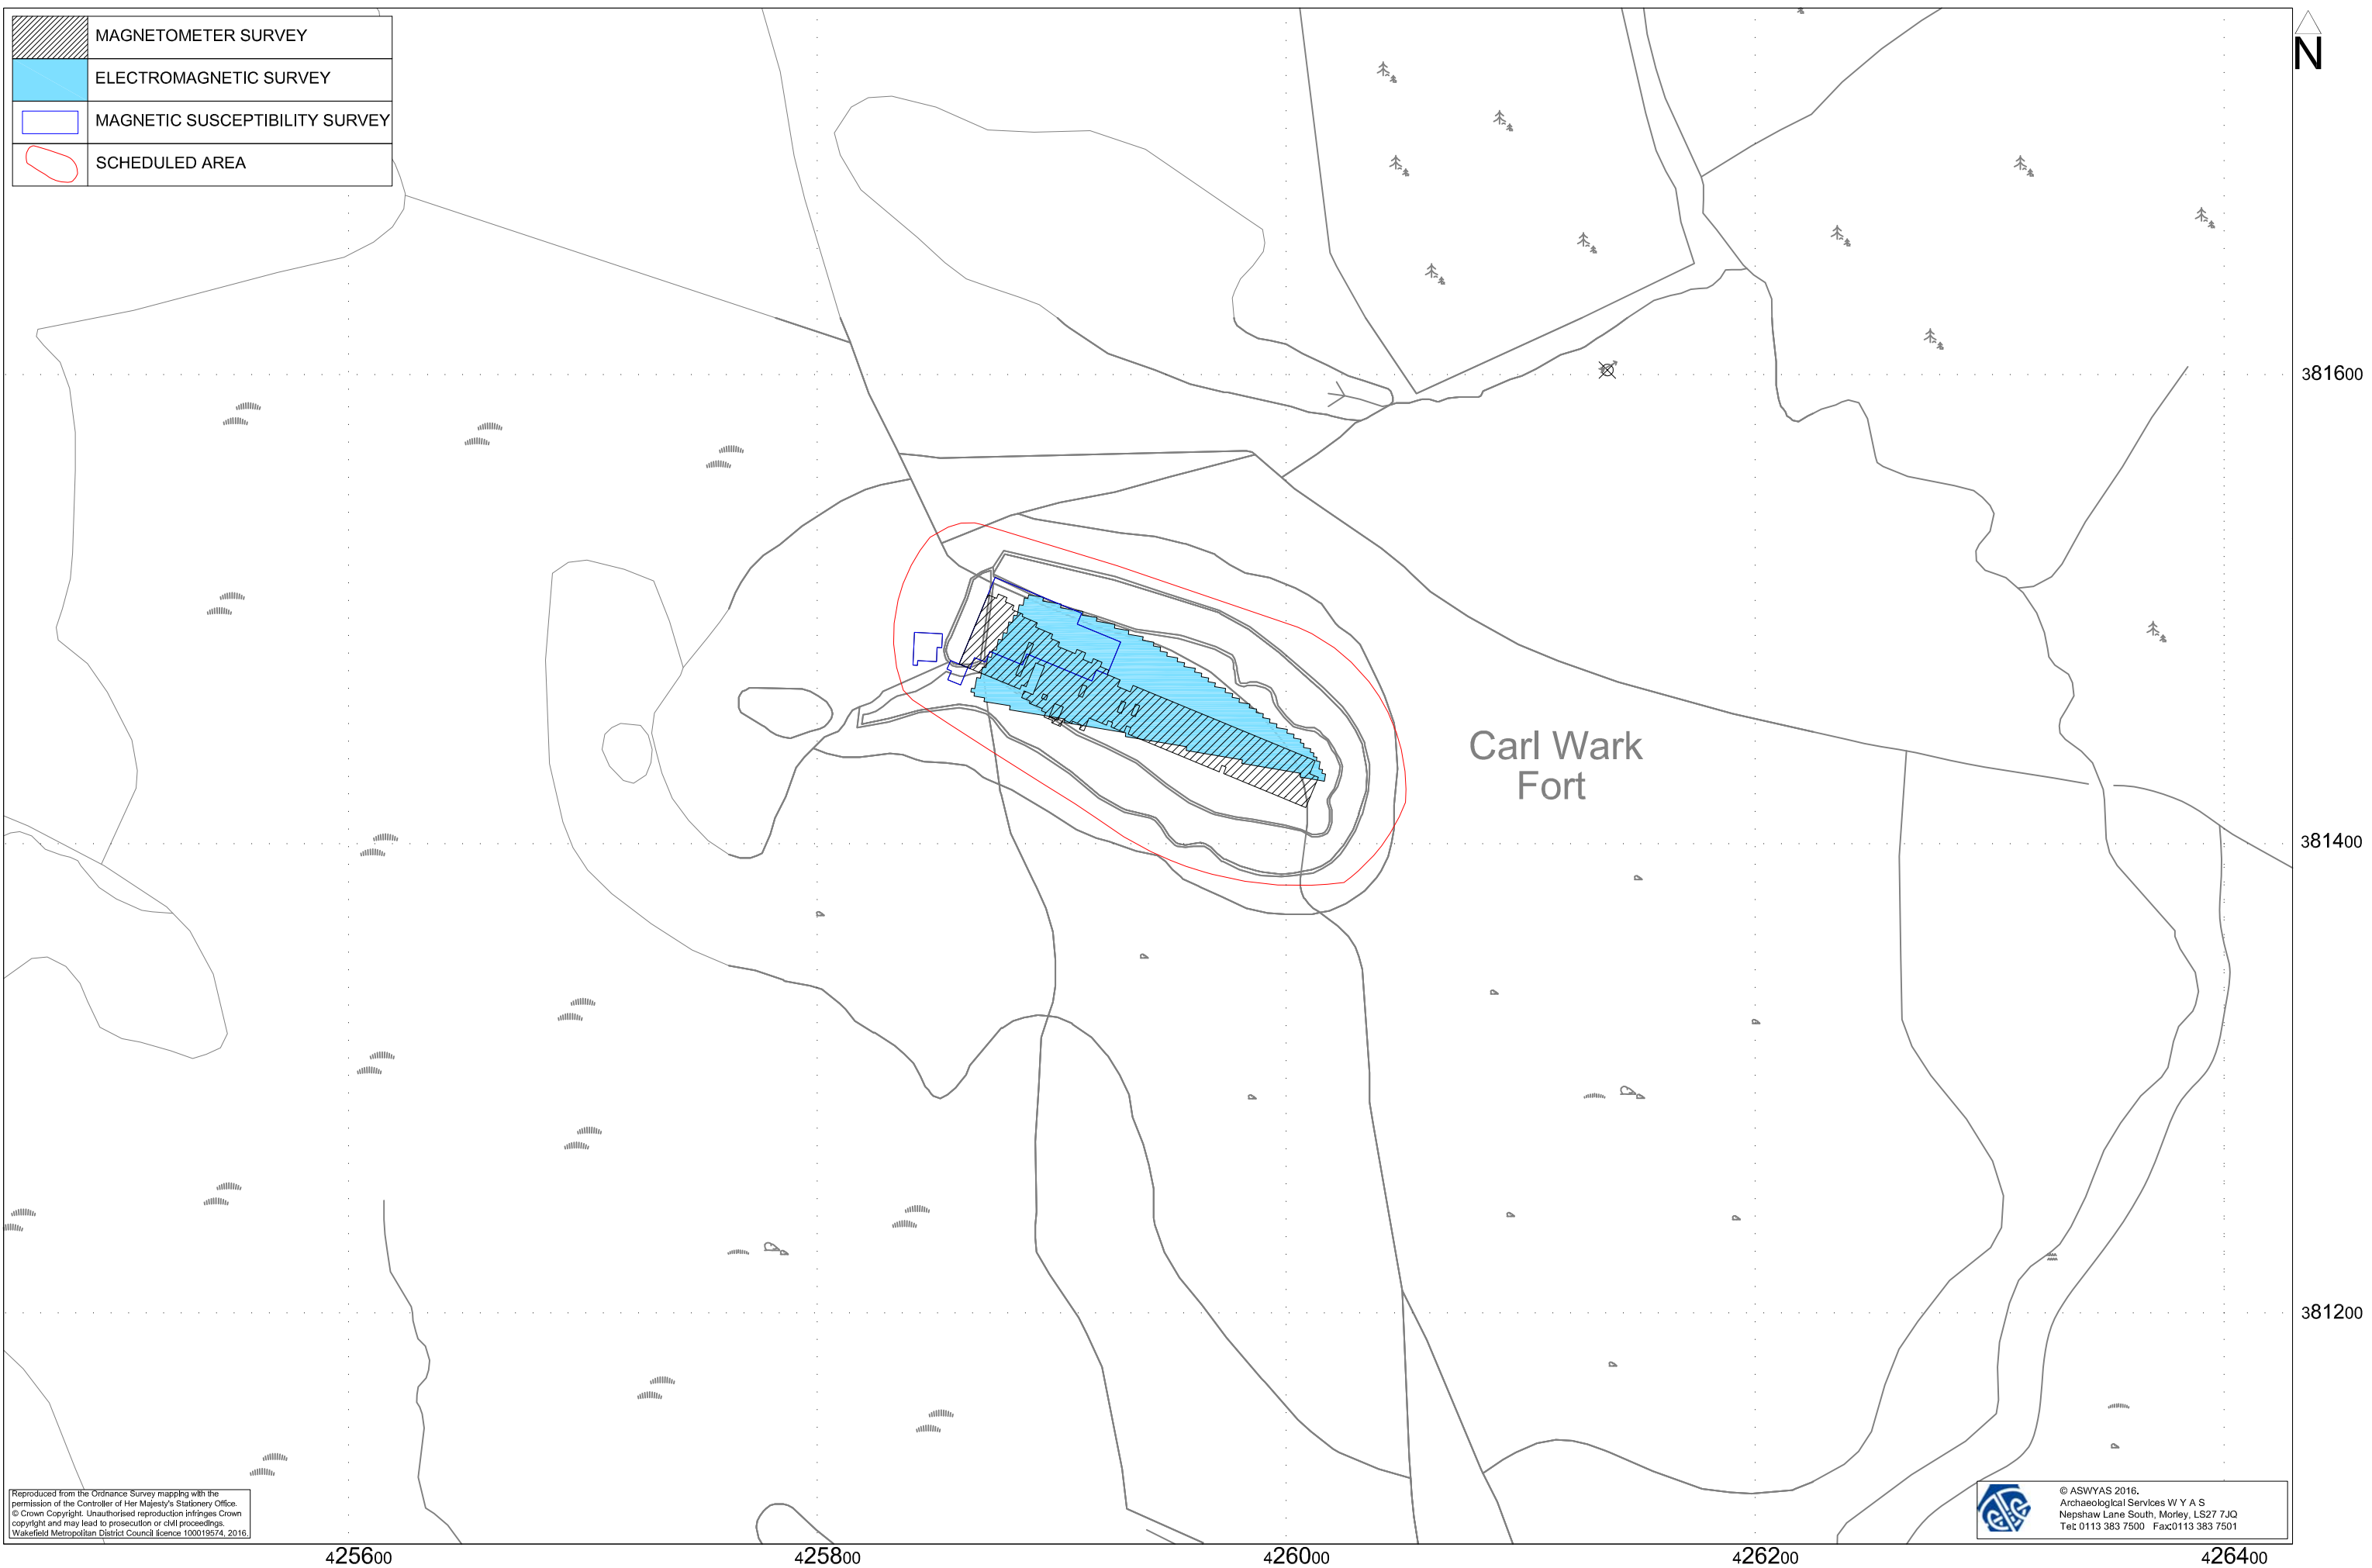 MAGNETOMETER SURVEY
ELECTROMAGNETIC SURVEY
MAGNETIC SUSCEPTIBILITY SURVEY
SCHEDULED AREA
N
381600
Carl Wark
Fort
381400
381200
Reproduced from the Ordnance Survey mapping with the
permission of the Controller of Her Majesty's Stationery Office.
© Crown Copyright. Unauthorised reproduction infringes Crown
copyright and may lead to prosecution or civil proceedings.
Wakefield Metropolitan District Council licence 100019574, 2016.
© ASWYAS 2016.
Archaeological Services W Y A S
Nepshaw Lane South, Morley, LS27 7JQ
Tel: 0113 383 7500 Fax:0113 383 7501
425600
425800
426000
426200
426400